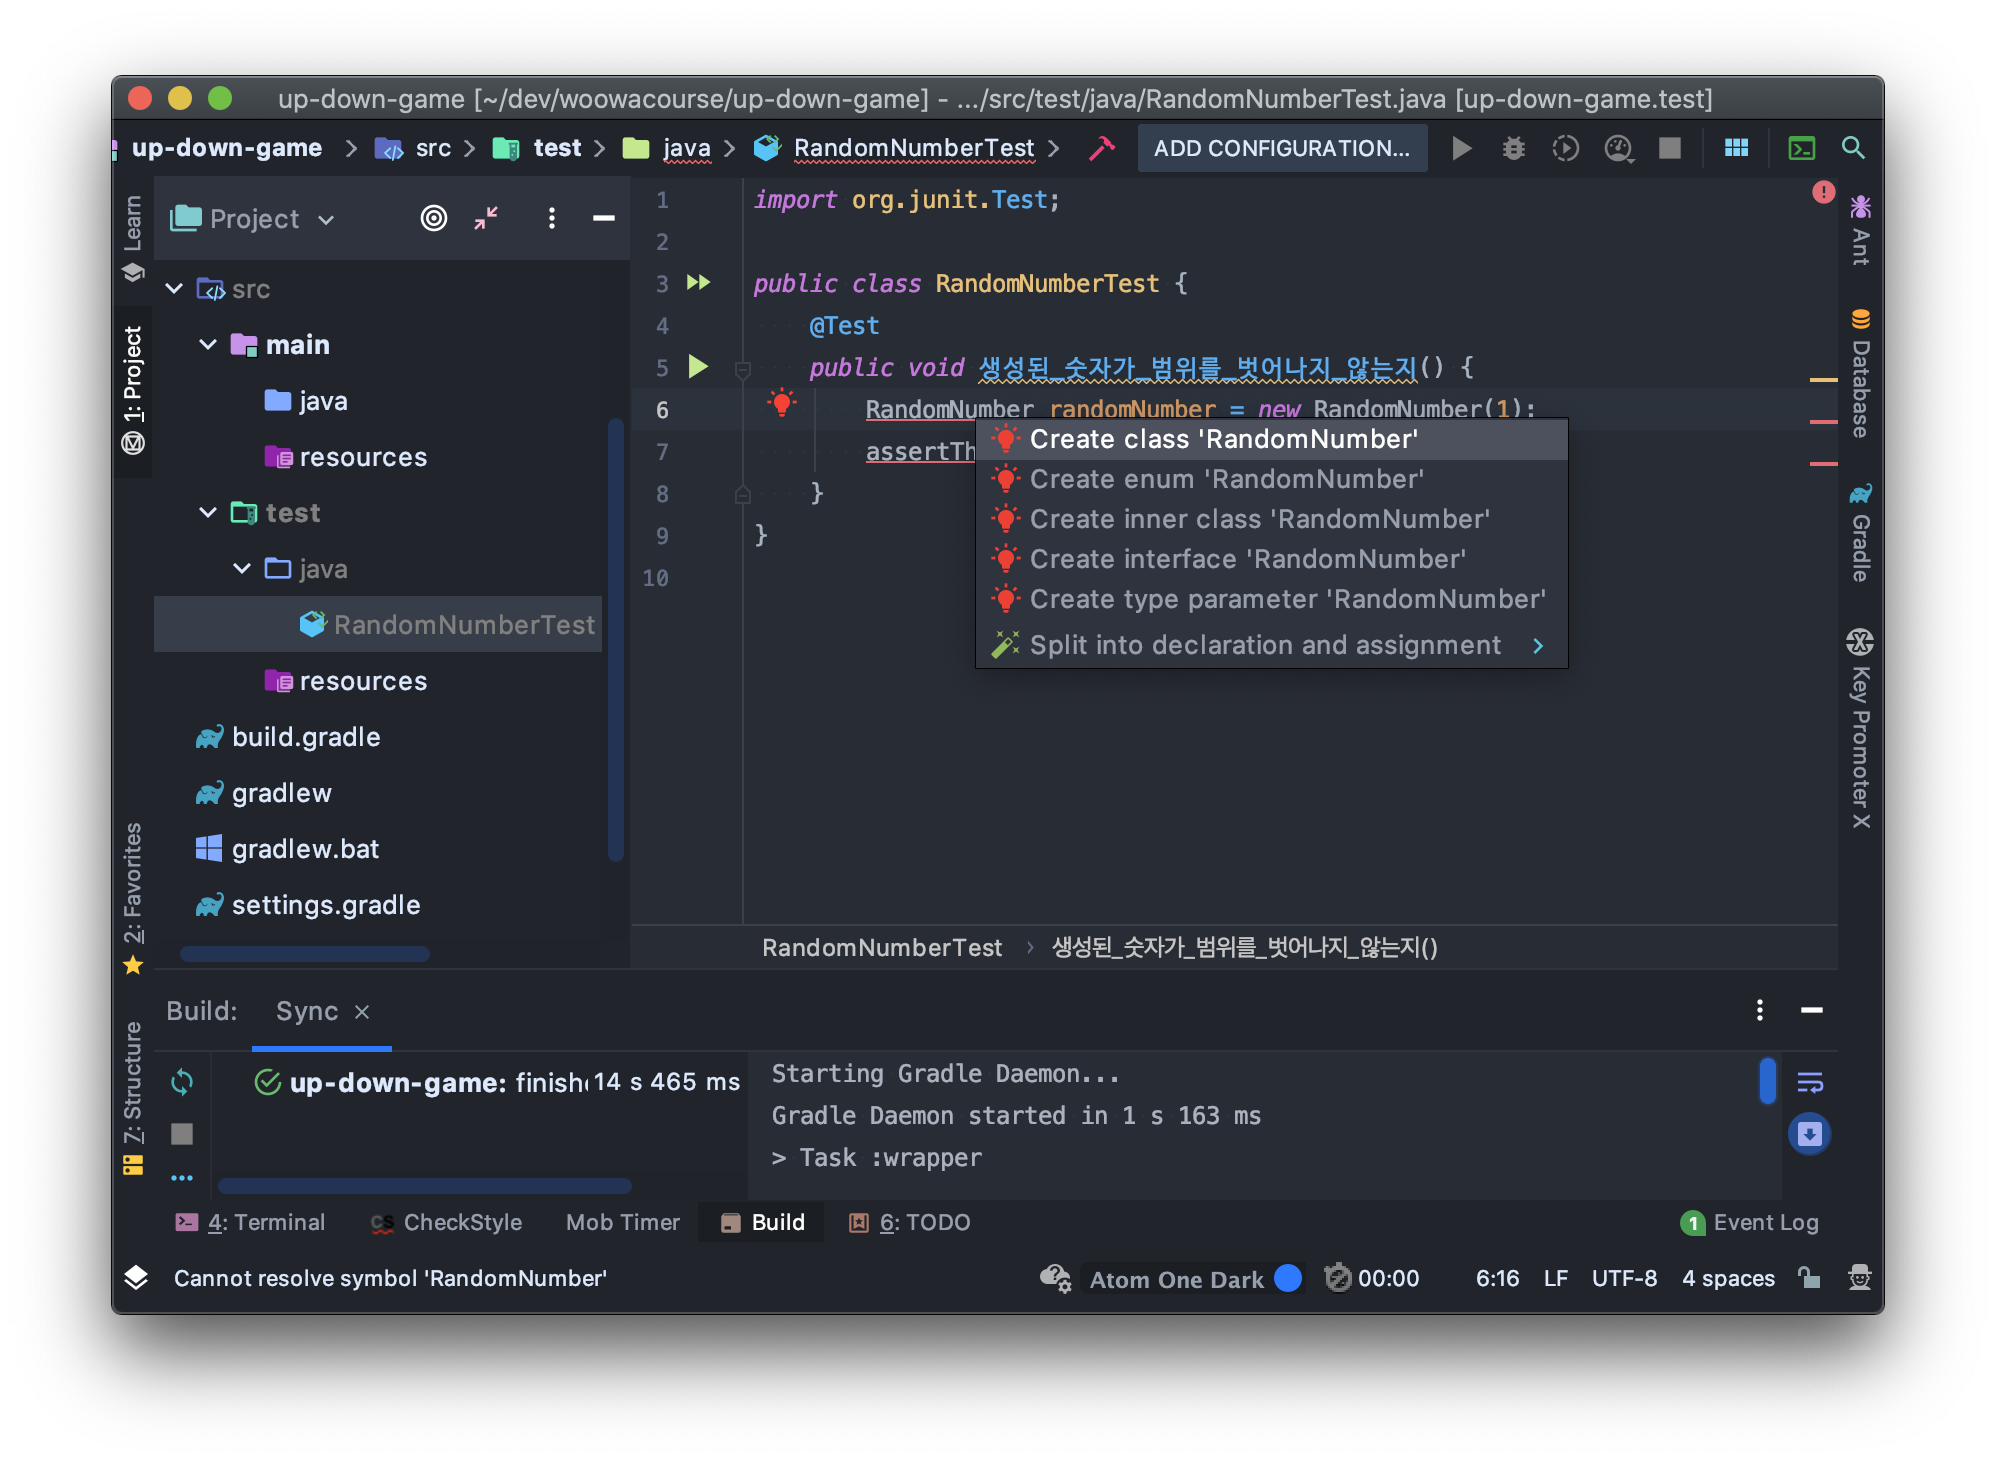 up-down-game [~/dev/woowacourse/up-down-game] - .../src/test/java/RandomNumberTest.java [up-down-game.test]
up-down-game src test java RandomNumberTest ADD CONFIGURATION...
Learn
1: Project
2: Favorites
7: Structure
Project
src
main
java
resources
test
java
RandomNumberTest
resources
build.gradle
gradlew
gradlew.bat
settings.gradle
1 import org.junit.Test;
2
3 public class RandomNumberTest {
4 @Test
5 public void 생성된_숫자가_범위를_벗어나지_않는지() {
6 RandomNumber randomNumber = new RandomNumber(1);
7 assertTh
8 }
9 }
10
Create class 'RandomNumber'
Create enum 'RandomNumber'
Create inner class 'RandomNumber'
Create interface 'RandomNumber'
Create type parameter 'RandomNumber'
Split into declaration and assignment
RandomNumberTest › 생성된_숫자가_범위를_벗어나지_않는지()
Ant
Database
Gradle
Key Promoter X
Build: Sync
up-down-game: finish 14 s 465 ms
Starting Gradle Daemon...
Gradle Daemon started in 1 s 163 ms
> Task :wrapper
4: Terminal CS CheckStyle Mob Timer Build 6: TODO 1 Event Log
Cannot resolve symbol 'RandomNumber' Atom One Dark 00:00 6:16 LF UTF-8 4 spaces